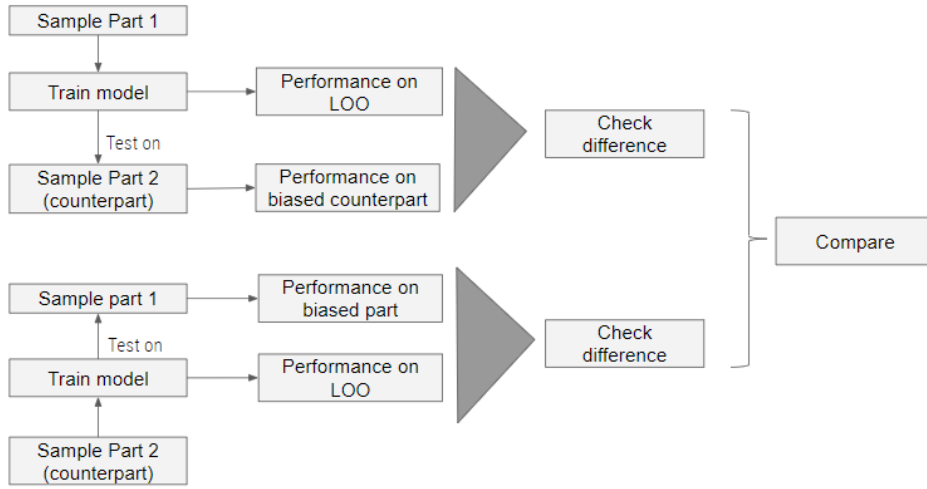 Sample Part 1
Train model
Performance on
LOO
Test on
Sample Part 2
(counterpart)
Performance on
biased counterpart
Check
difference
Compare
Sample part 1
Performance on
biased part
Test on
Train model
Performance on
LOO
Check
difference
Sample Part 2
(counterpart)